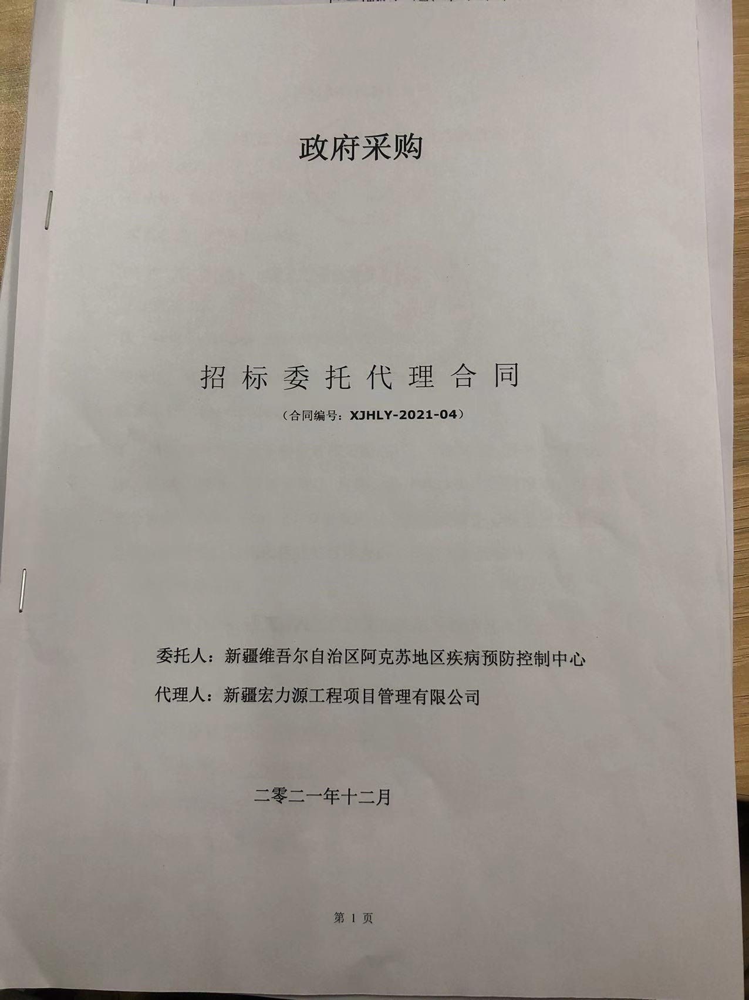 政府采购
招标委托代理合同
（合同编号：XJHLY-2021-04）
委托人：新疆维吾尔自治区阿克苏地区疾病预防控制中心
代理人：新疆宏力源工程项目管理有限公司
二零二一年十二月
第 1 页